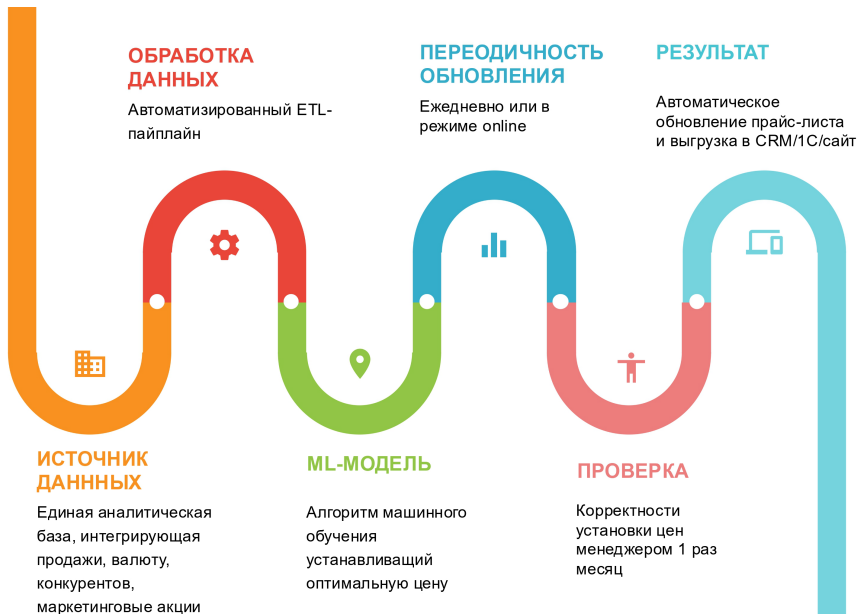 ОБРАБОТКА
ДАННЫХ
Автоматизированный ETL-
пайплайн
ПЕРЕОДИЧНОСТЬ
ОБНОВЛЕНИЯ
Ежедневно или в
режиме online
РЕЗУЛЬТАТ
Автоматическое
обновление прайс-листа
и выгрузка в CRM/1С/сайт
ИСТОЧНИК
ДАНННЫХ
Единая аналитическая
база, интегрирующая
продажи, валюту,
конкурентов,
маркетинговые акции
ML-МОДЕЛЬ
Алгоритм машинного
обучения
устанавливащий
оптимальную цену
ПРОВЕРКА
Корректности
установки цен
менеджером 1 раз
месяц